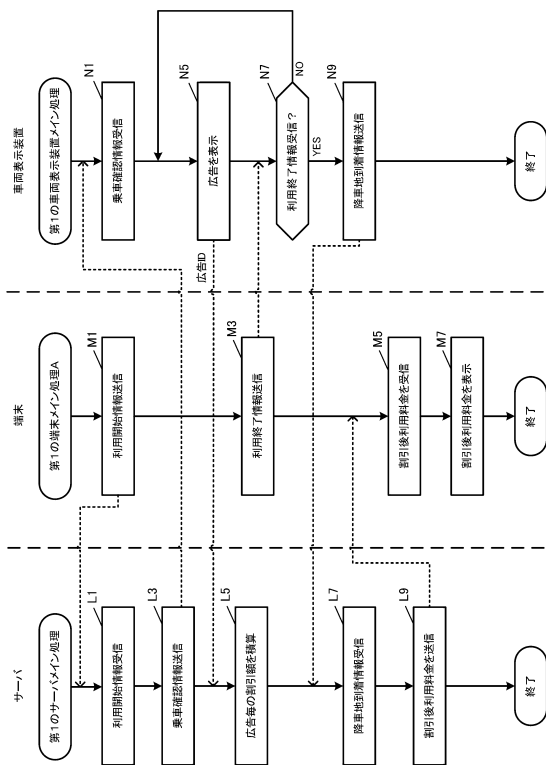 サーバ
端末
車両表示装置
第1のサーバメイン処理
L1
利用開始情報受信
L3
乗車確認情報送信
L5
広告毎の割引額を積算
L7
降車地到着情報受信
L9
割引後利用料金を送信
終了
第1の端末メイン処理A
M1
利用開始情報送信
M3
利用終了情報送信
M5
割引後利用料金を受信
M7
割引後利用料金を表示
終了
第1の車両表示装置メイン処理
N1
乗車確認情報受信
N5
広告を表示
広告ID
N7
利用終了情報受信？
NO
YES
N9
降車地到着情報送信
終了